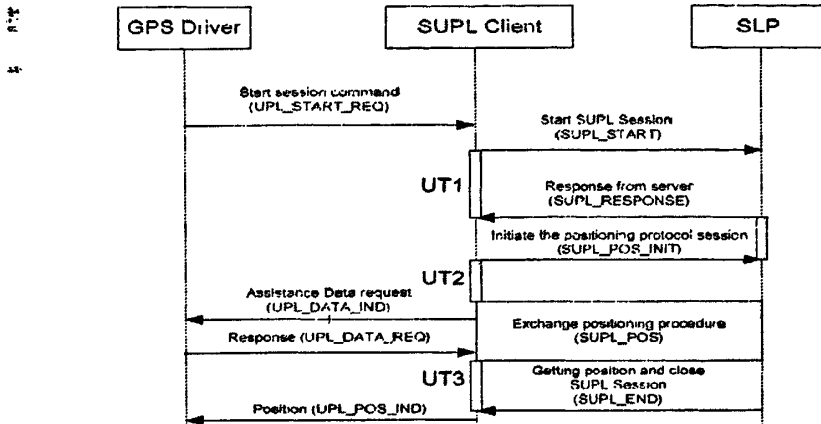 GPS Driver
SUPL Client
SLP
Start session command
(UPL_START_REQ)
Start SUPL Session
(SUPL_START)
UT1
Response from server
(SUPL_RESPONSE)
Initiate the positioning protocol session
(SUPL_POS_INIT)
UT2
Assistance Data request
(UPL_DATA_IND)
Exchange positioning procedure
(SUPL_POS)
Response (UPL_DATA_REQ)
UT3
Getting position and close
SUPL Session
(SUPL_END)
Position (UPL_POS_IND)